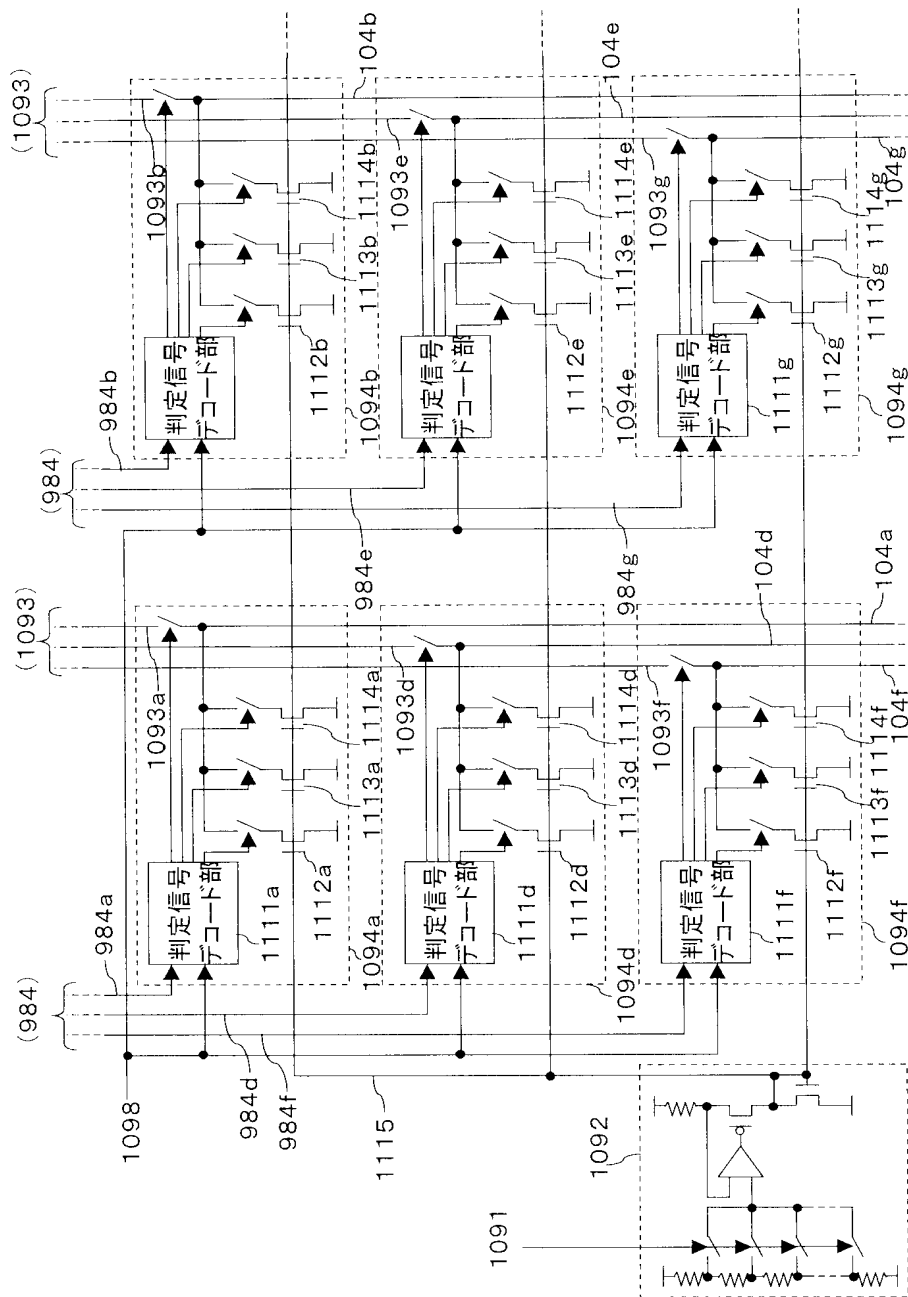 (1093)
(1093)
(984)
(984)
1098
984a
984d
984f
1115
1093a
判定信号
デコード部
1111a
1112a
1113a
1114a
1094a
1093d
判定信号
デコード部
1111d
1112d
1113d
1114d
1094d
1093f
判定信号
デコード部
1111f
1112f
1113f
1114f
1094f
104d
104a
104f
984b
984e
984g
1093b
判定信号
デコード部
1112b
1113b
1114b
1094b
104b
1093e
判定信号
デコード部
1112e
1113e
1114e
1094e
104e
1093g
判定信号
デコード部
1111g
1112g
1113g
1114g
1094g
104g
1092
1091